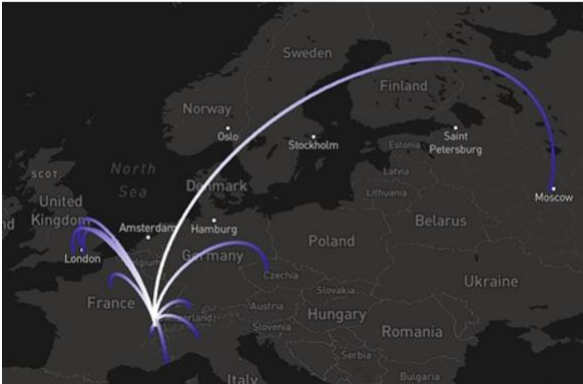 Sweden
Finland
Norway
Oslo
Stockholm
Saint
Petersburg
Estonia
Latvia
Lithuania
Moscow
SCOT.
North
Sea
Denmark
United
Kingdom
Amsterdam
Hamburg
London
Germany
Poland
Belarus
Czechia
Ukraine
France
Slovakia
Austria
Hungary
Slovenia
Romania
Serbia
Italy
Bulgaria